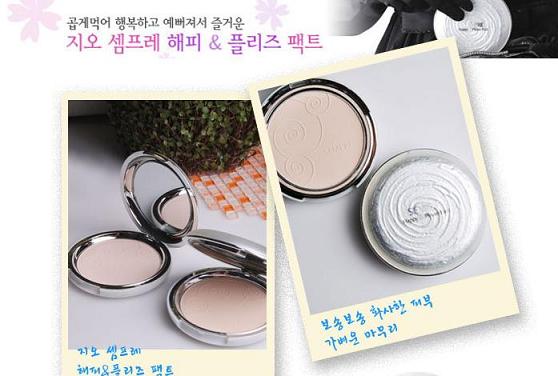 곱게먹어 행복하고 예뻐져서 즐거운
지오 셈프레 해피 & 플리즈 팩트
보송보송 화사한 피부
가벼운 마무리
지오 셈프레
해피&플리즈 팩트